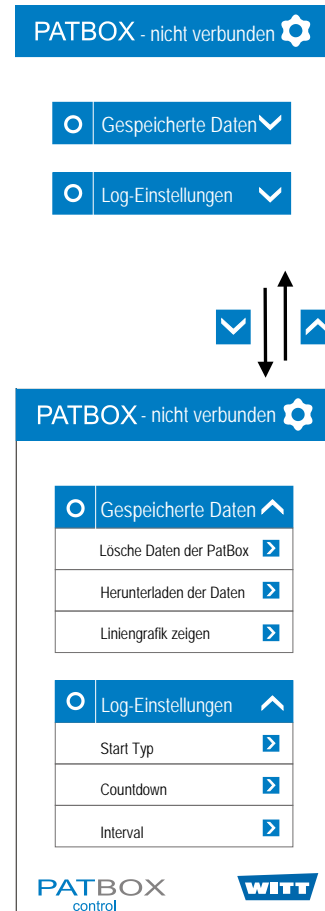 PATBOX - nicht verbunden
Gespeicherte Daten
Log-Einstellungen
PATBOX - nicht verbunden
Gespeicherte Daten
Lösche Daten der PatBox
Herunterladen der Daten
Liniengrafik zeigen
Log-Einstellungen
Start Typ
Countdown
Interval
PATBOX
control
WITT